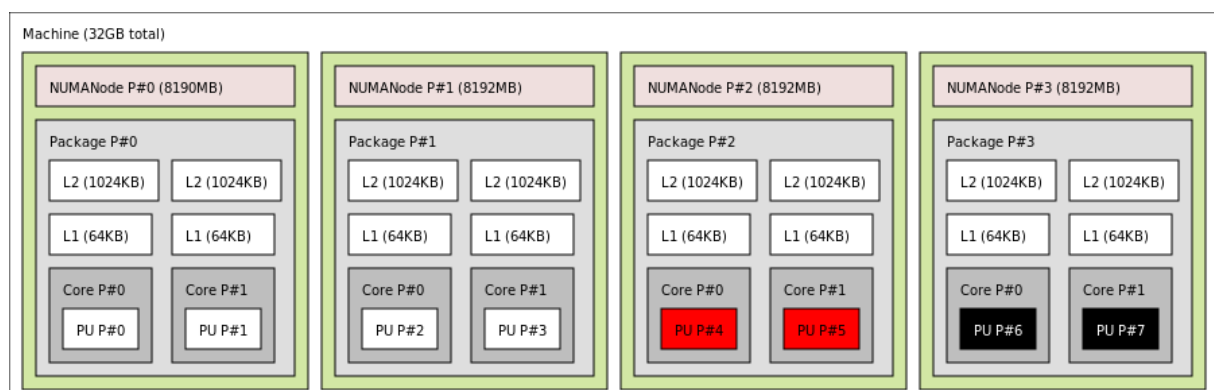 Machine (32GB total)
NUMANode P#0 (8190MB)
Package P#0
L2 (1024KB) L2 (1024KB)
L1 (64KB) L1 (64KB)
Core P#0 Core P#1
PU P#0 PU P#1
NUMANode P#1 (8192MB)
Package P#1
L2 (1024KB) L2 (1024KB)
L1 (64KB) L1 (64KB)
Core P#0 Core P#1
PU P#2 PU P#3
NUMANode P#2 (8192MB)
Package P#2
L2 (1024KB) L2 (1024KB)
L1 (64KB) L1 (64KB)
Core P#0 Core P#1
PU P#4 PU P#5
NUMANode P#3 (8192MB)
Package P#3
L2 (1024KB) L2 (1024KB)
L1 (64KB) L1 (64KB)
Core P#0 Core P#1
PU P#6 PU P#7